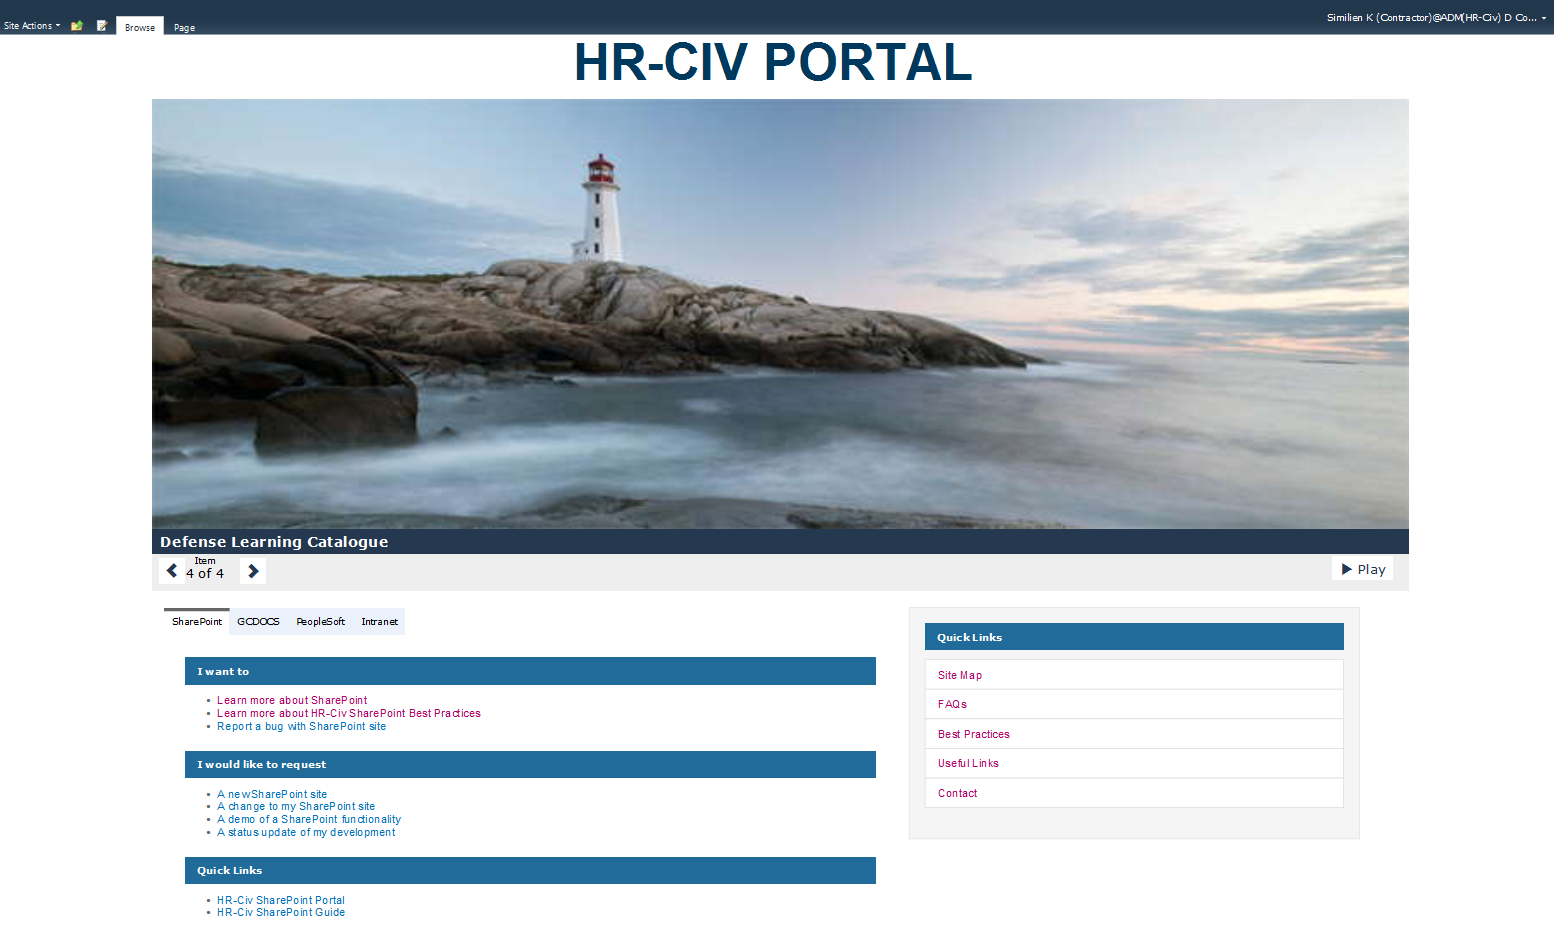 Site Actions
Browse
Page
Similien K (Contractor)@ADM(HR-Civ) D Co...
HR-CIV PORTAL
Defense Learning Catalogue
Item
4 of 4
Play
SharePoint
GCDOCS
PeopleSoft
Intranet
I want to
Learn more about SharePoint
Learn more about HR-Civ SharePoint Best Practices
Report a bug with SharePoint site
I would like to request
A new SharePoint site
A change to my SharePoint site
A demo of a SharePoint functionality
A status update of my development
Quick Links
HR-Civ SharePoint Portal
HR-Civ SharePoint Guide
Quick Links
Site Map
FAQs
Best Practices
Useful Links
Contact